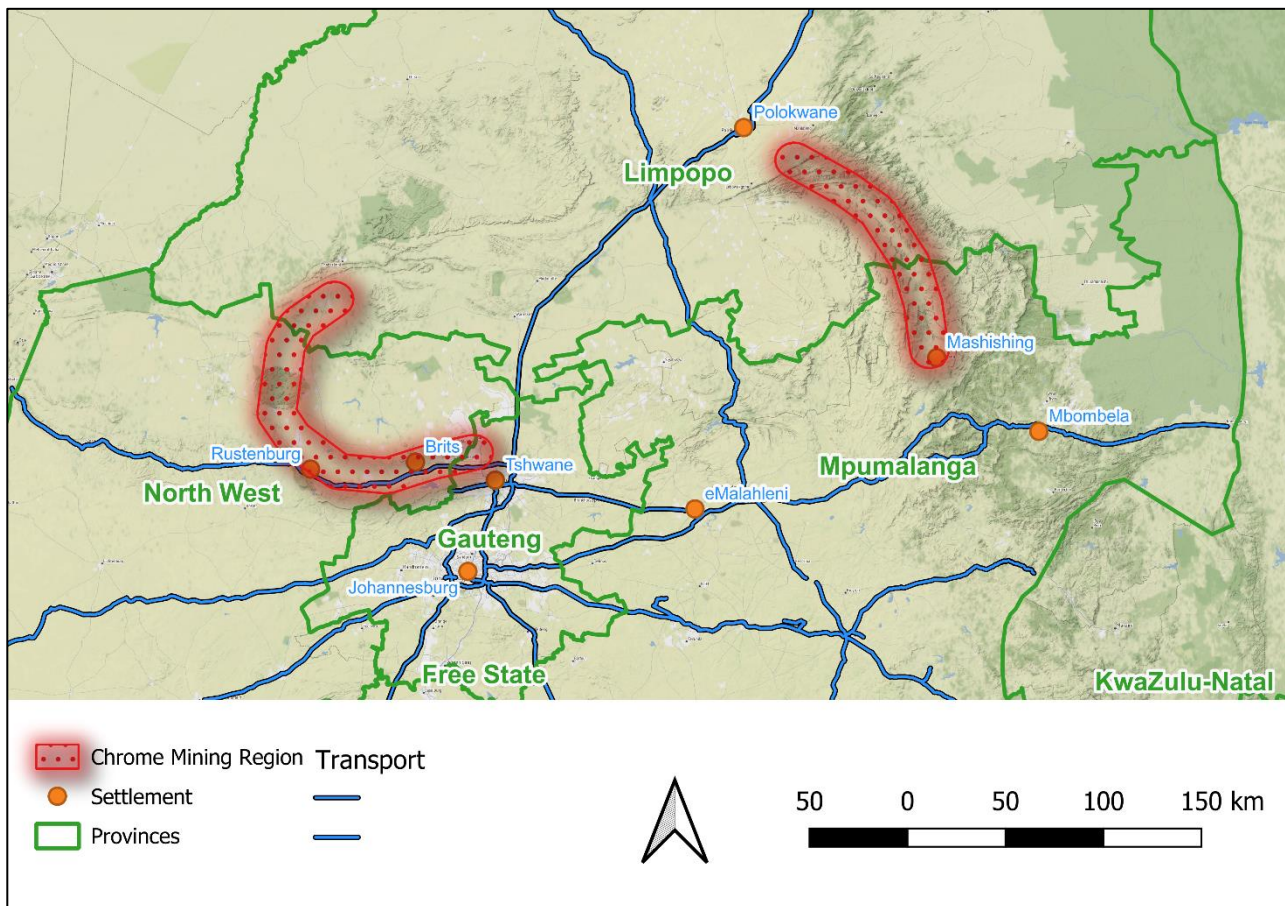 Polokwane
Limpopo
Mashishing
Mbombela
Rustenburg
Brits
Tshwane
North West
Mpumalanga
eMalahleni
Gauteng
Johannesburg
Free State
KwaZulu-Natal
Chrome Mining Region
Transport
Settlement
Provinces
50 0 50 100 150 km